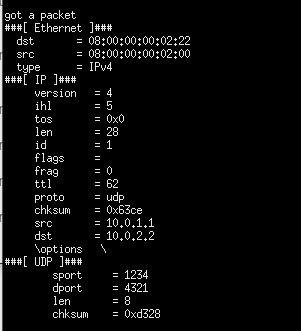 got a packet
###[ Ethernet ]###
  dst       = 08:00:00:00:02:22
  src       = 08:00:00:00:02:00
  type      = IPv4
###[ IP ]###
     version   = 4
     ihl       = 5
     tos       = 0x0
     len       = 28
     id        = 1
     flags     =
     frag      = 0
     ttl       = 62
     proto     = udp
     chksum    = 0x63ce
     src       = 10.0.1.1
     dst       = 10.0.2.2
     \options   \
###[ UDP ]###
        sport     = 1234
        dport     = 4321
        len       = 8
        chksum    = 0xd328